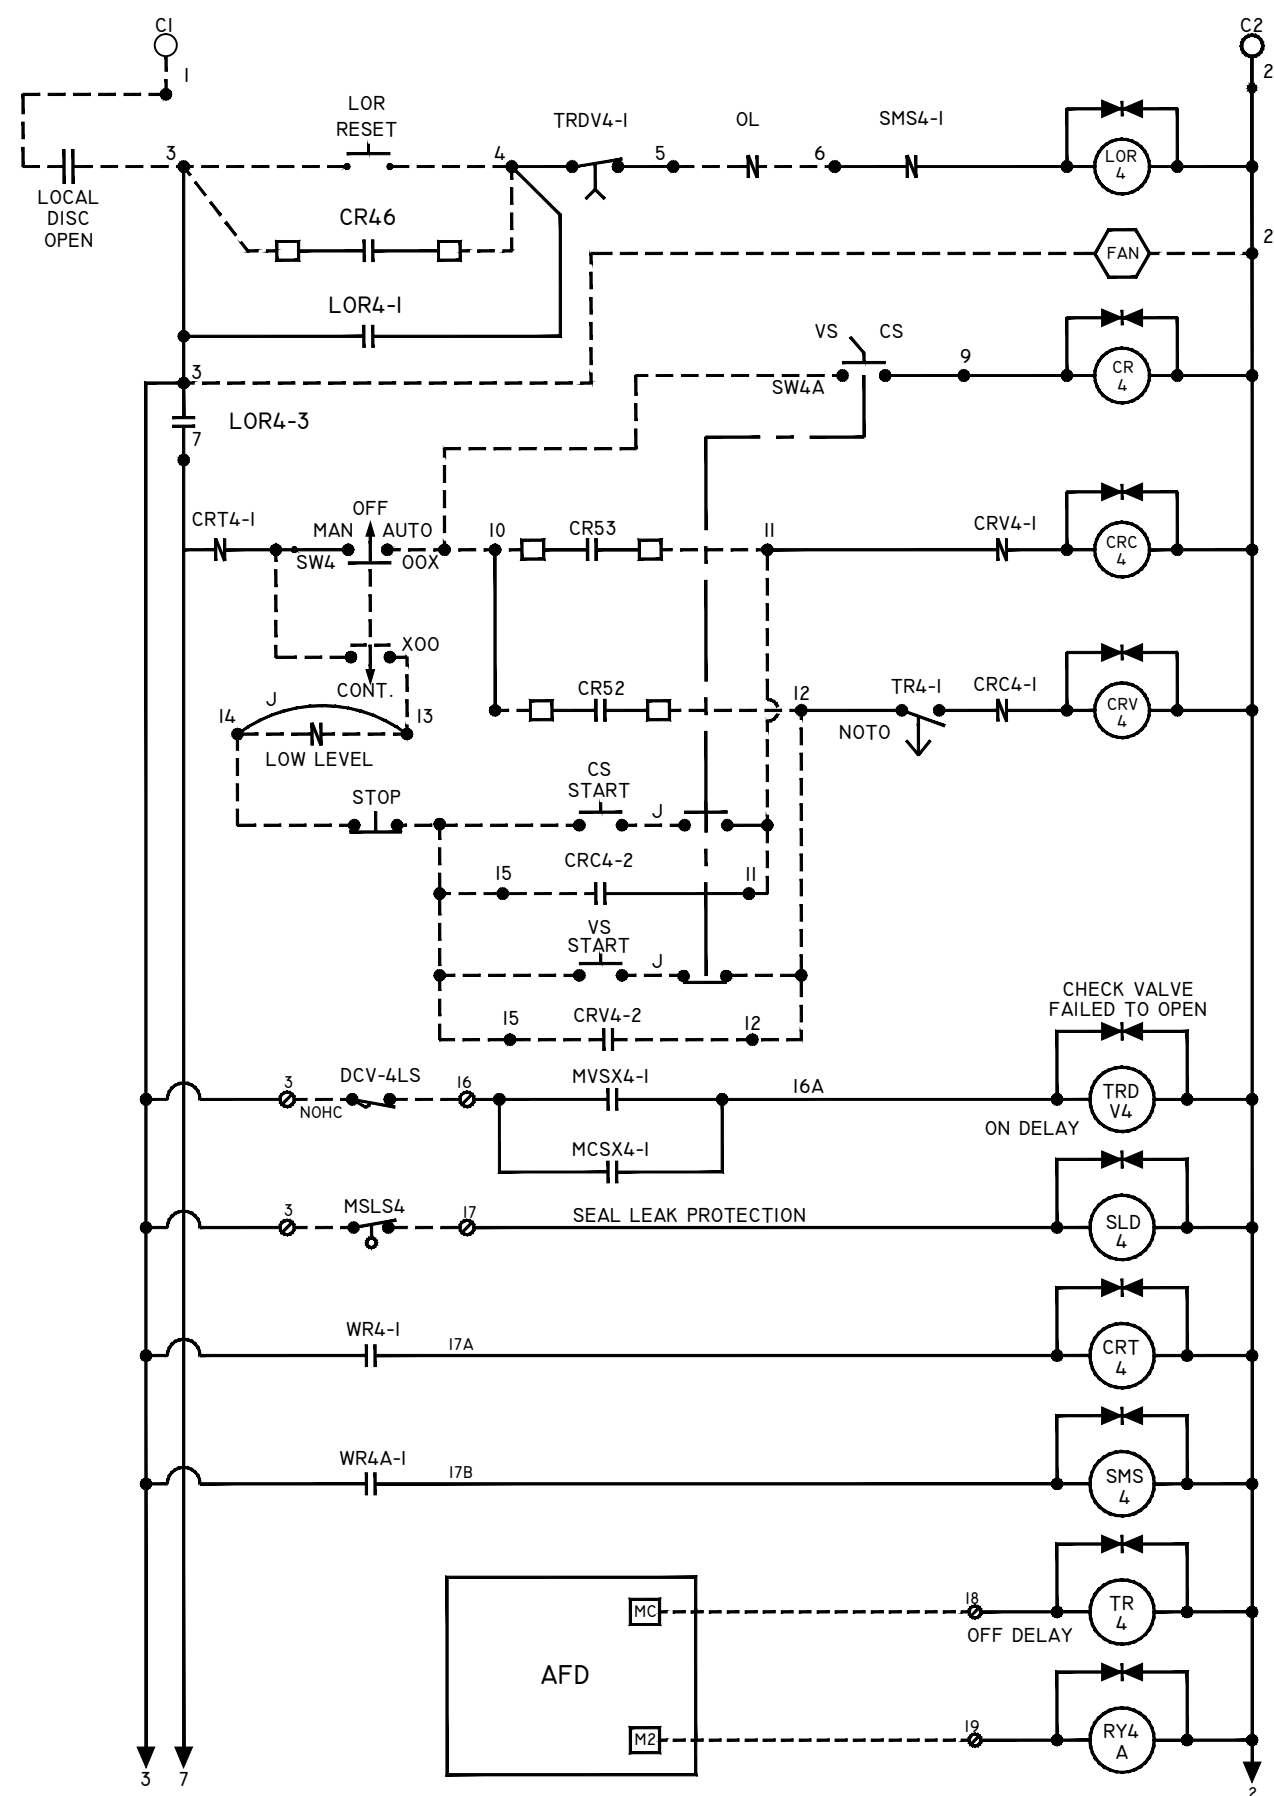 C1
C2
1
2
LOR
RESET
TRDV4-1
OL
SMS4-1
3
4
5
6
LOR
4
LOCAL
DISC
OPEN
CR46
2
FAN
LOR4-1
VS
CS
9
3
SW4A
CR
4
LOR4-3
7
OFF
CRT4-1
MAN
AUTO
10
CR53
11
CRV4-1
SW4
OOX
CRC
4
XOO
CONT.
J
14
13
CR52
12
TR4-1
CRC4-1
NOTO
CRV
4
LOW LEVEL
CS
START
STOP
J
CRC4-2
15
11
VS
START
J
15
CRV4-2
12
CHECK VALVE
FAILED TO OPEN
3
DCV-4LS
16
MVSX4-1
16A
NOHC
TRD
V4
ON DELAY
MCSX4-1
3
MSLS4
17
SEAL LEAK PROTECTION
SLD
4
WR4-1
17A
CRT
4
WR4A-1
17B
SMS
4
MC
18
TR
4
OFF DELAY
AFD
M2
19
RY4
A
3
7
2